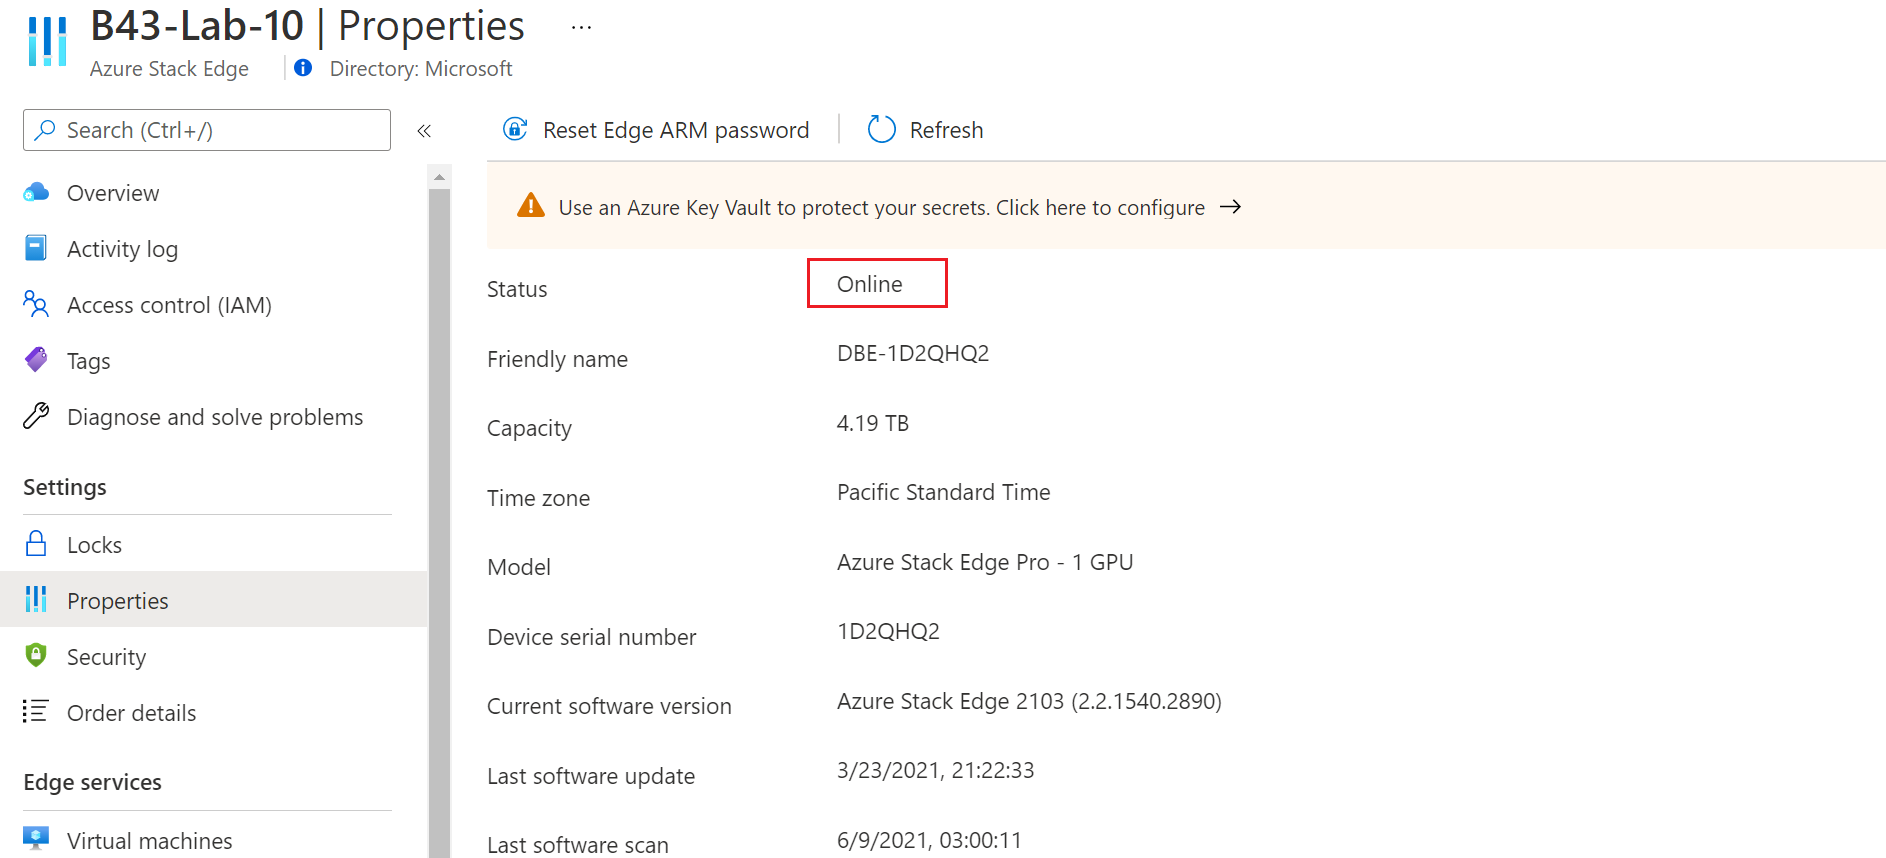 B43-Lab-10 | Properties ...
Azure Stack Edge
Directory: Microsoft
Search (Ctrl+/)
«
Overview
Activity log
Access control (IAM)
Tags
Diagnose and solve problems
Settings
Locks
Properties
Security
Order details
Edge services
Virtual machines
Reset Edge ARM password
Refresh
Use an Azure Key Vault to protect your secrets. Click here to configure →
Status Online
Friendly name DBE-1D2QHQ2
Capacity 4.19 TB
Time zone Pacific Standard Time
Model Azure Stack Edge Pro - 1 GPU
Device serial number 1D2QHQ2
Current software version Azure Stack Edge 2103 (2.2.1540.2890)
Last software update 3/23/2021, 21:22:33
Last software scan 6/9/2021, 03:00:11